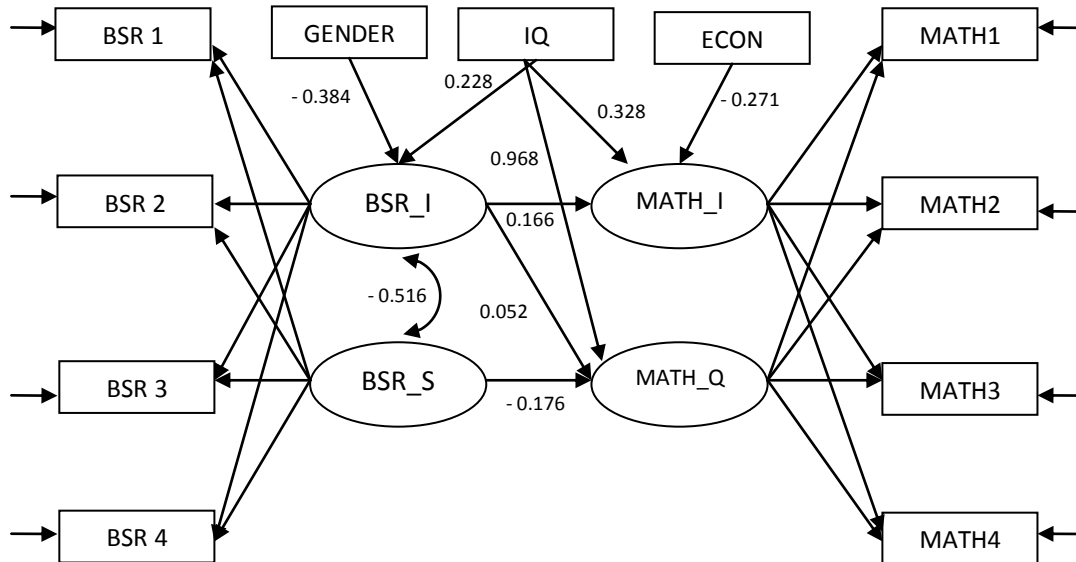 BSR 1
GENDER
IQ
ECON
MATH1
- 0.384
0.228
0.328
- 0.271
0.968
BSR 2
BSR_I
MATH_I
MATH2
0.166
- 0.516
0.052
BSR 3
BSR_S
MATH_Q
MATH3
- 0.176
BSR 4
MATH4